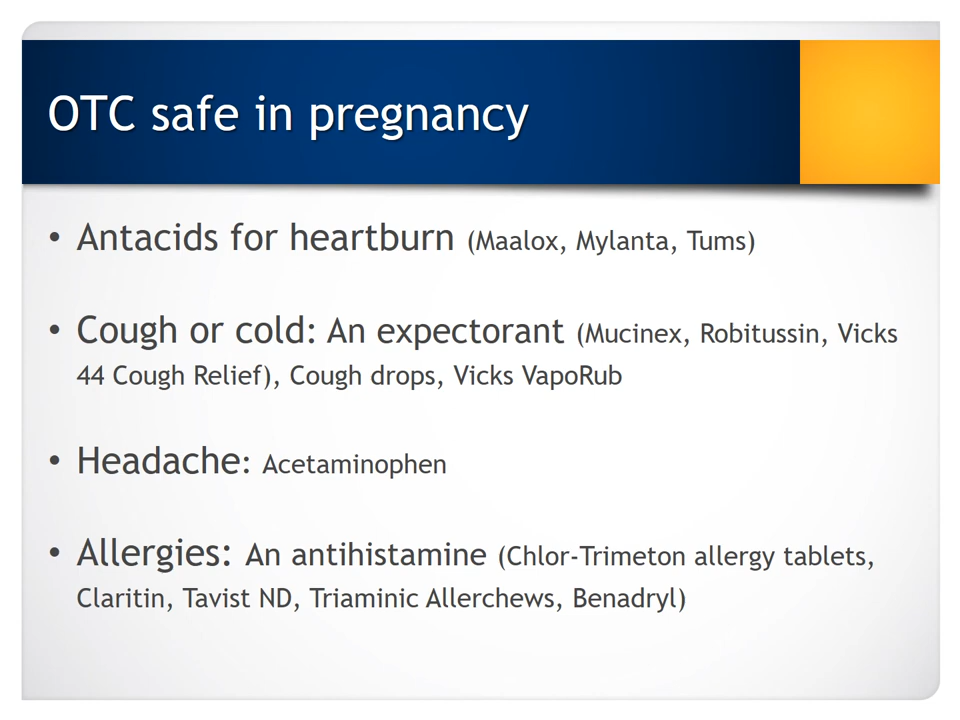 OTC safe in pregnancy
• Antacids for heartburn (Maalox, Mylanta, Tums)
• Cough or cold: An expectorant (Mucinex, Robitussin, Vicks
44 Cough Relief), Cough drops, Vicks VapoRub
• Headache: Acetaminophen
• Allergies: An antihistamine (Chlor-Trimeton allergy tablets,
Claritin, Tavist ND, Triaminic Allerchews, Benadryl)